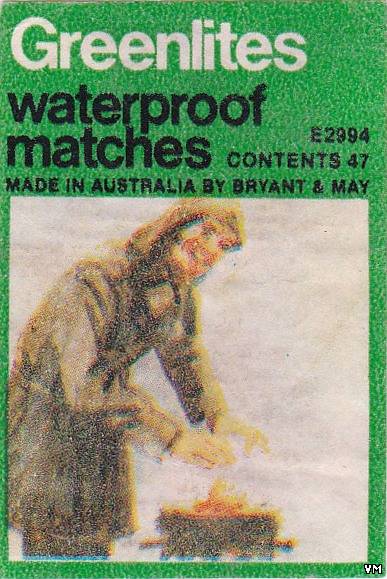 Greenlites
waterproof
matches
E2994
CONTENTS 47
MADE IN AUSTRALIA BY BRYANT & MAY
VM